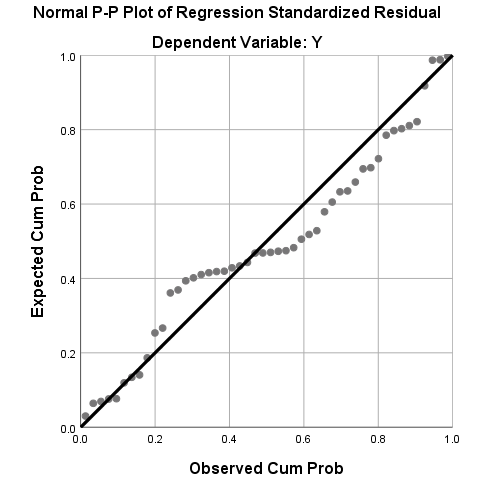 Normal P-P Plot of Regression Standardized Residual
Dependent Variable: Y
Expected Cum Prob
1.0
0.8
0.6
0.4
0.2
0.0
0.0 0.2 0.4 0.6 0.8 1.0
Observed Cum Prob